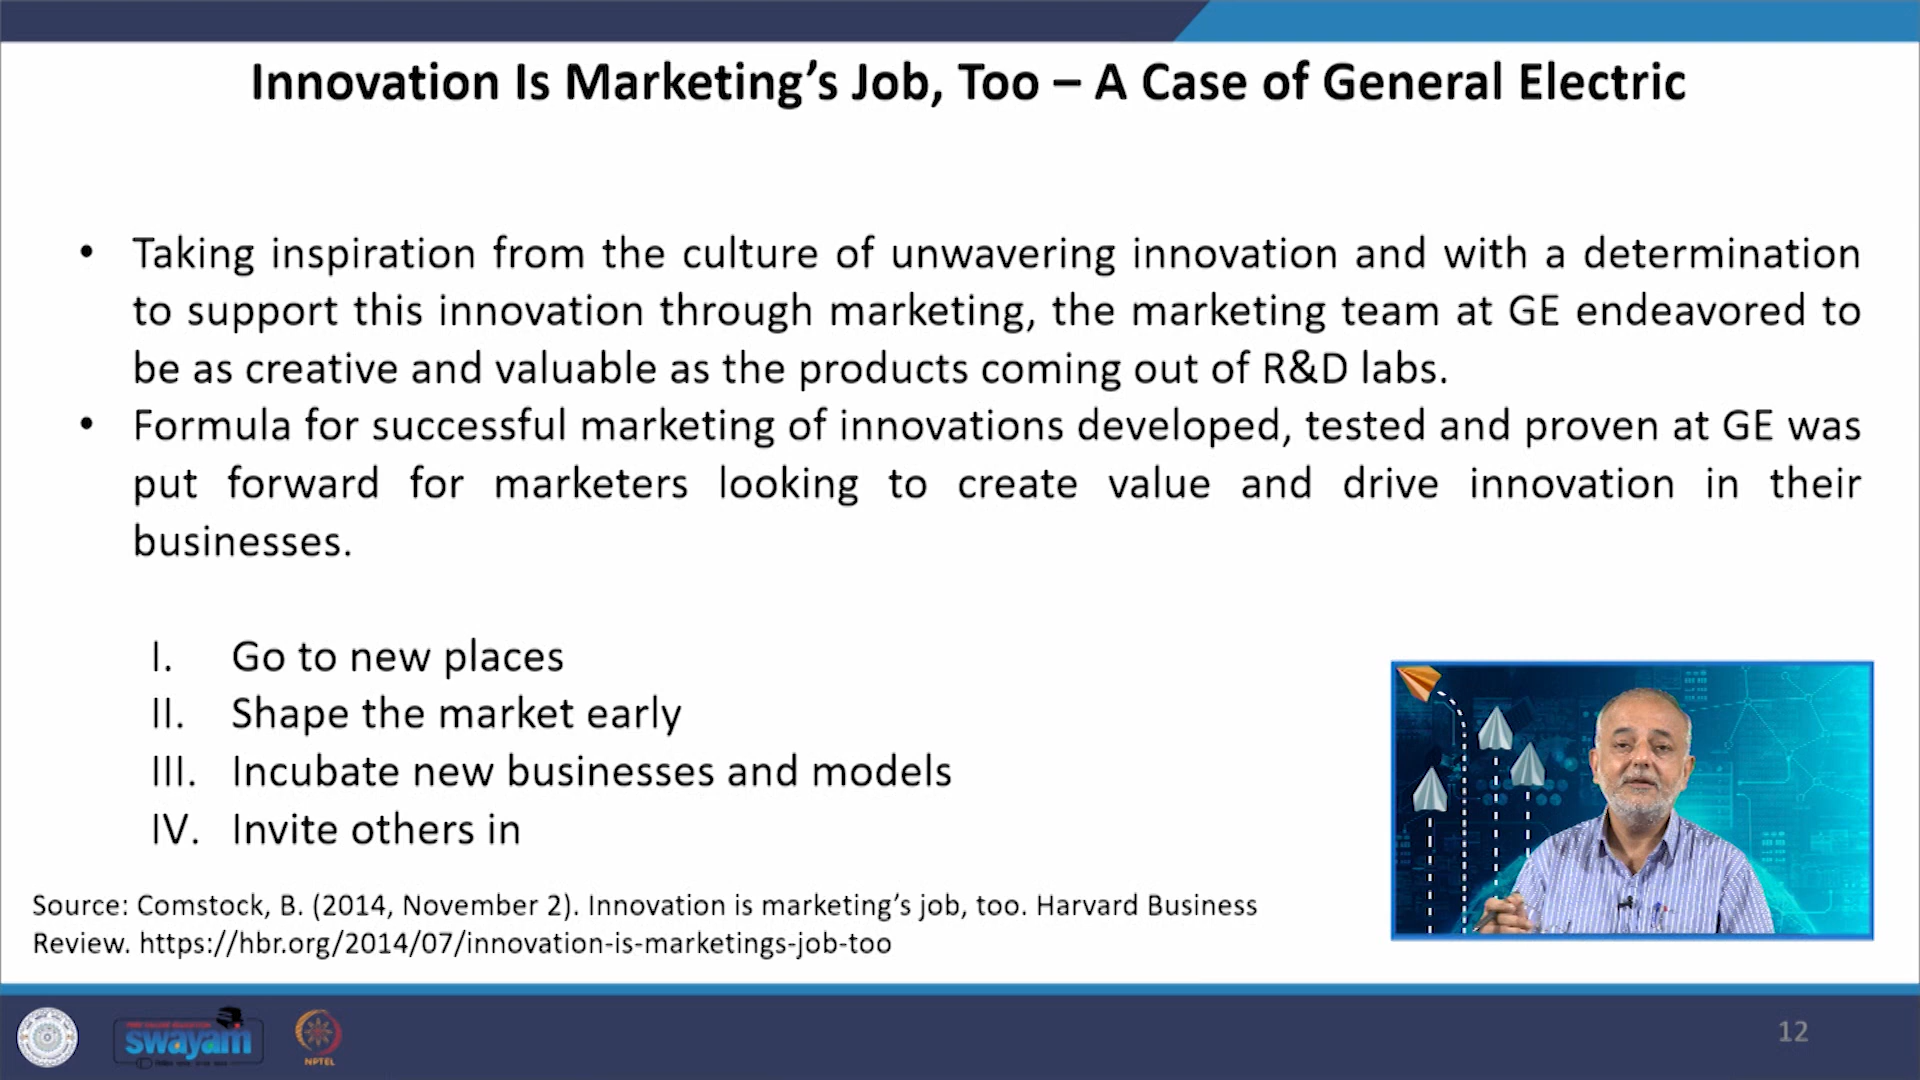 Innovation Is Marketing’s Job, Too – A Case of General Electric
• Taking inspiration from the culture of unwavering innovation and with a determination
to support this innovation through marketing, the marketing team at GE endeavored to
be as creative and valuable as the products coming out of R&D labs.
• Formula for successful marketing of innovations developed, tested and proven at GE was
put forward for marketers looking to create value and drive innovation in their
businesses.
I. Go to new places
II. Shape the market early
III. Incubate new businesses and models
IV. Invite others in
Source: Comstock, B. (2014, November 2). Innovation is marketing’s job, too. Harvard Business
Review. https://hbr.org/2014/07/innovation-is-marketings-job-too
swayam
NPTEL
12